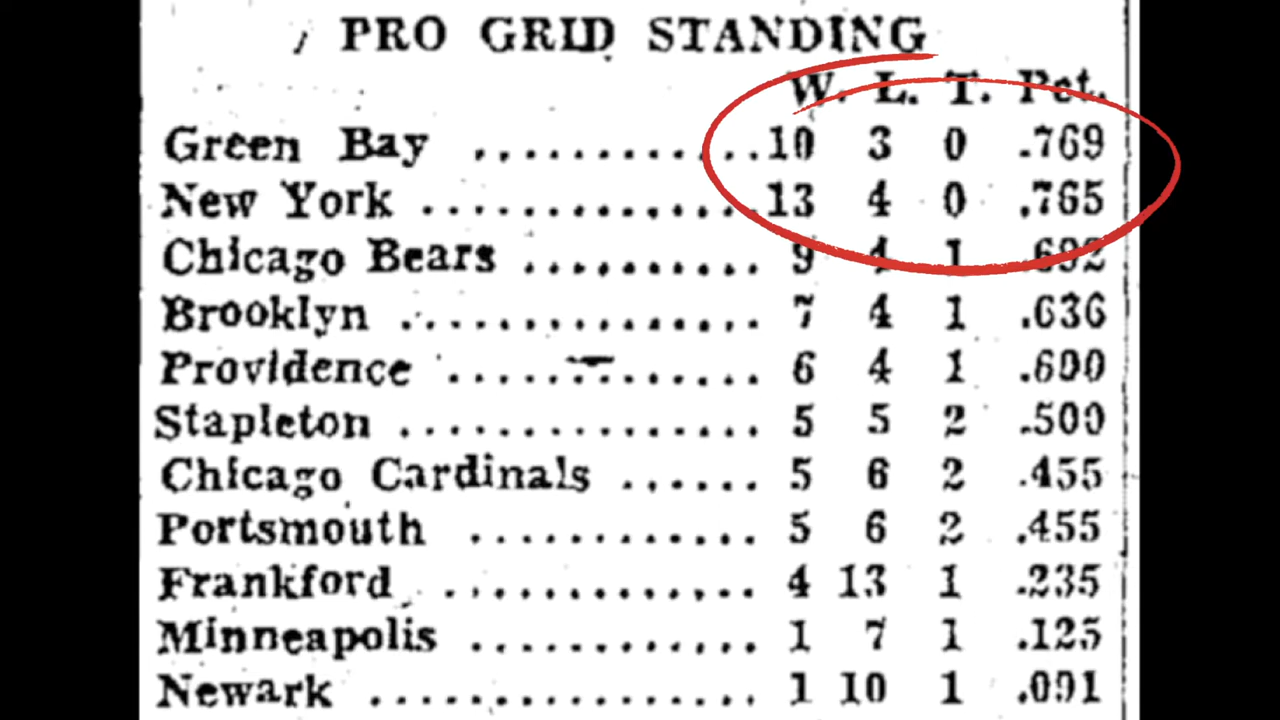 PRO GRID STANDING
W. L. T. Pct.
Green Bay ............10 3 0 .769
New York ..............13 4 0 .765
Chicago Bears .......... 9 4 1 .692
Brooklyn ............... 7 4 1 .636
Providence ............. 6 4 1 .600
Stapleton ............... 5 5 2 .500
Chicago Cardinals ...... 5 6 2 .455
Portsmouth ............ 5 6 2 .455
Frankford ............. 4 13 1 .235
Minneapolis ............ 1 7 1 .125
Newark ................ 1 10 1 .091